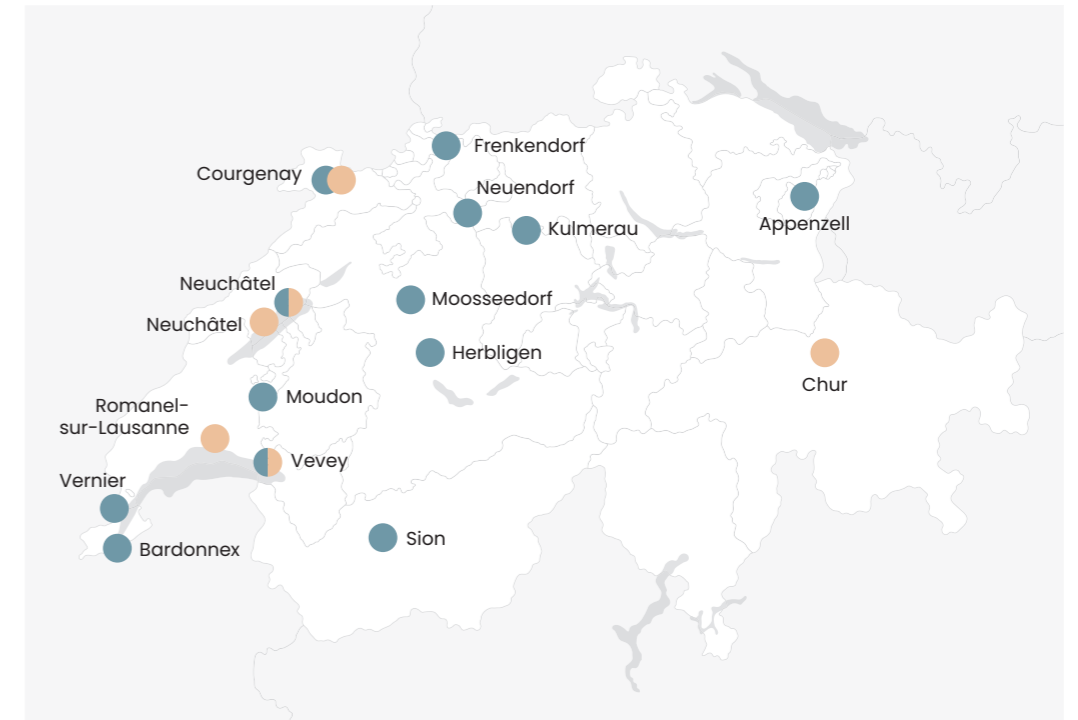 Frenkendorf
Courgenay
Neuendorf
Kulmerau
Appenzell
Neuchâtel
Moosseedorf
Neuchâtel
Herbligen
Chur
Moudon
Romanel-
sur-Lausanne
Vevey
Vernier
Sion
Bardonnex